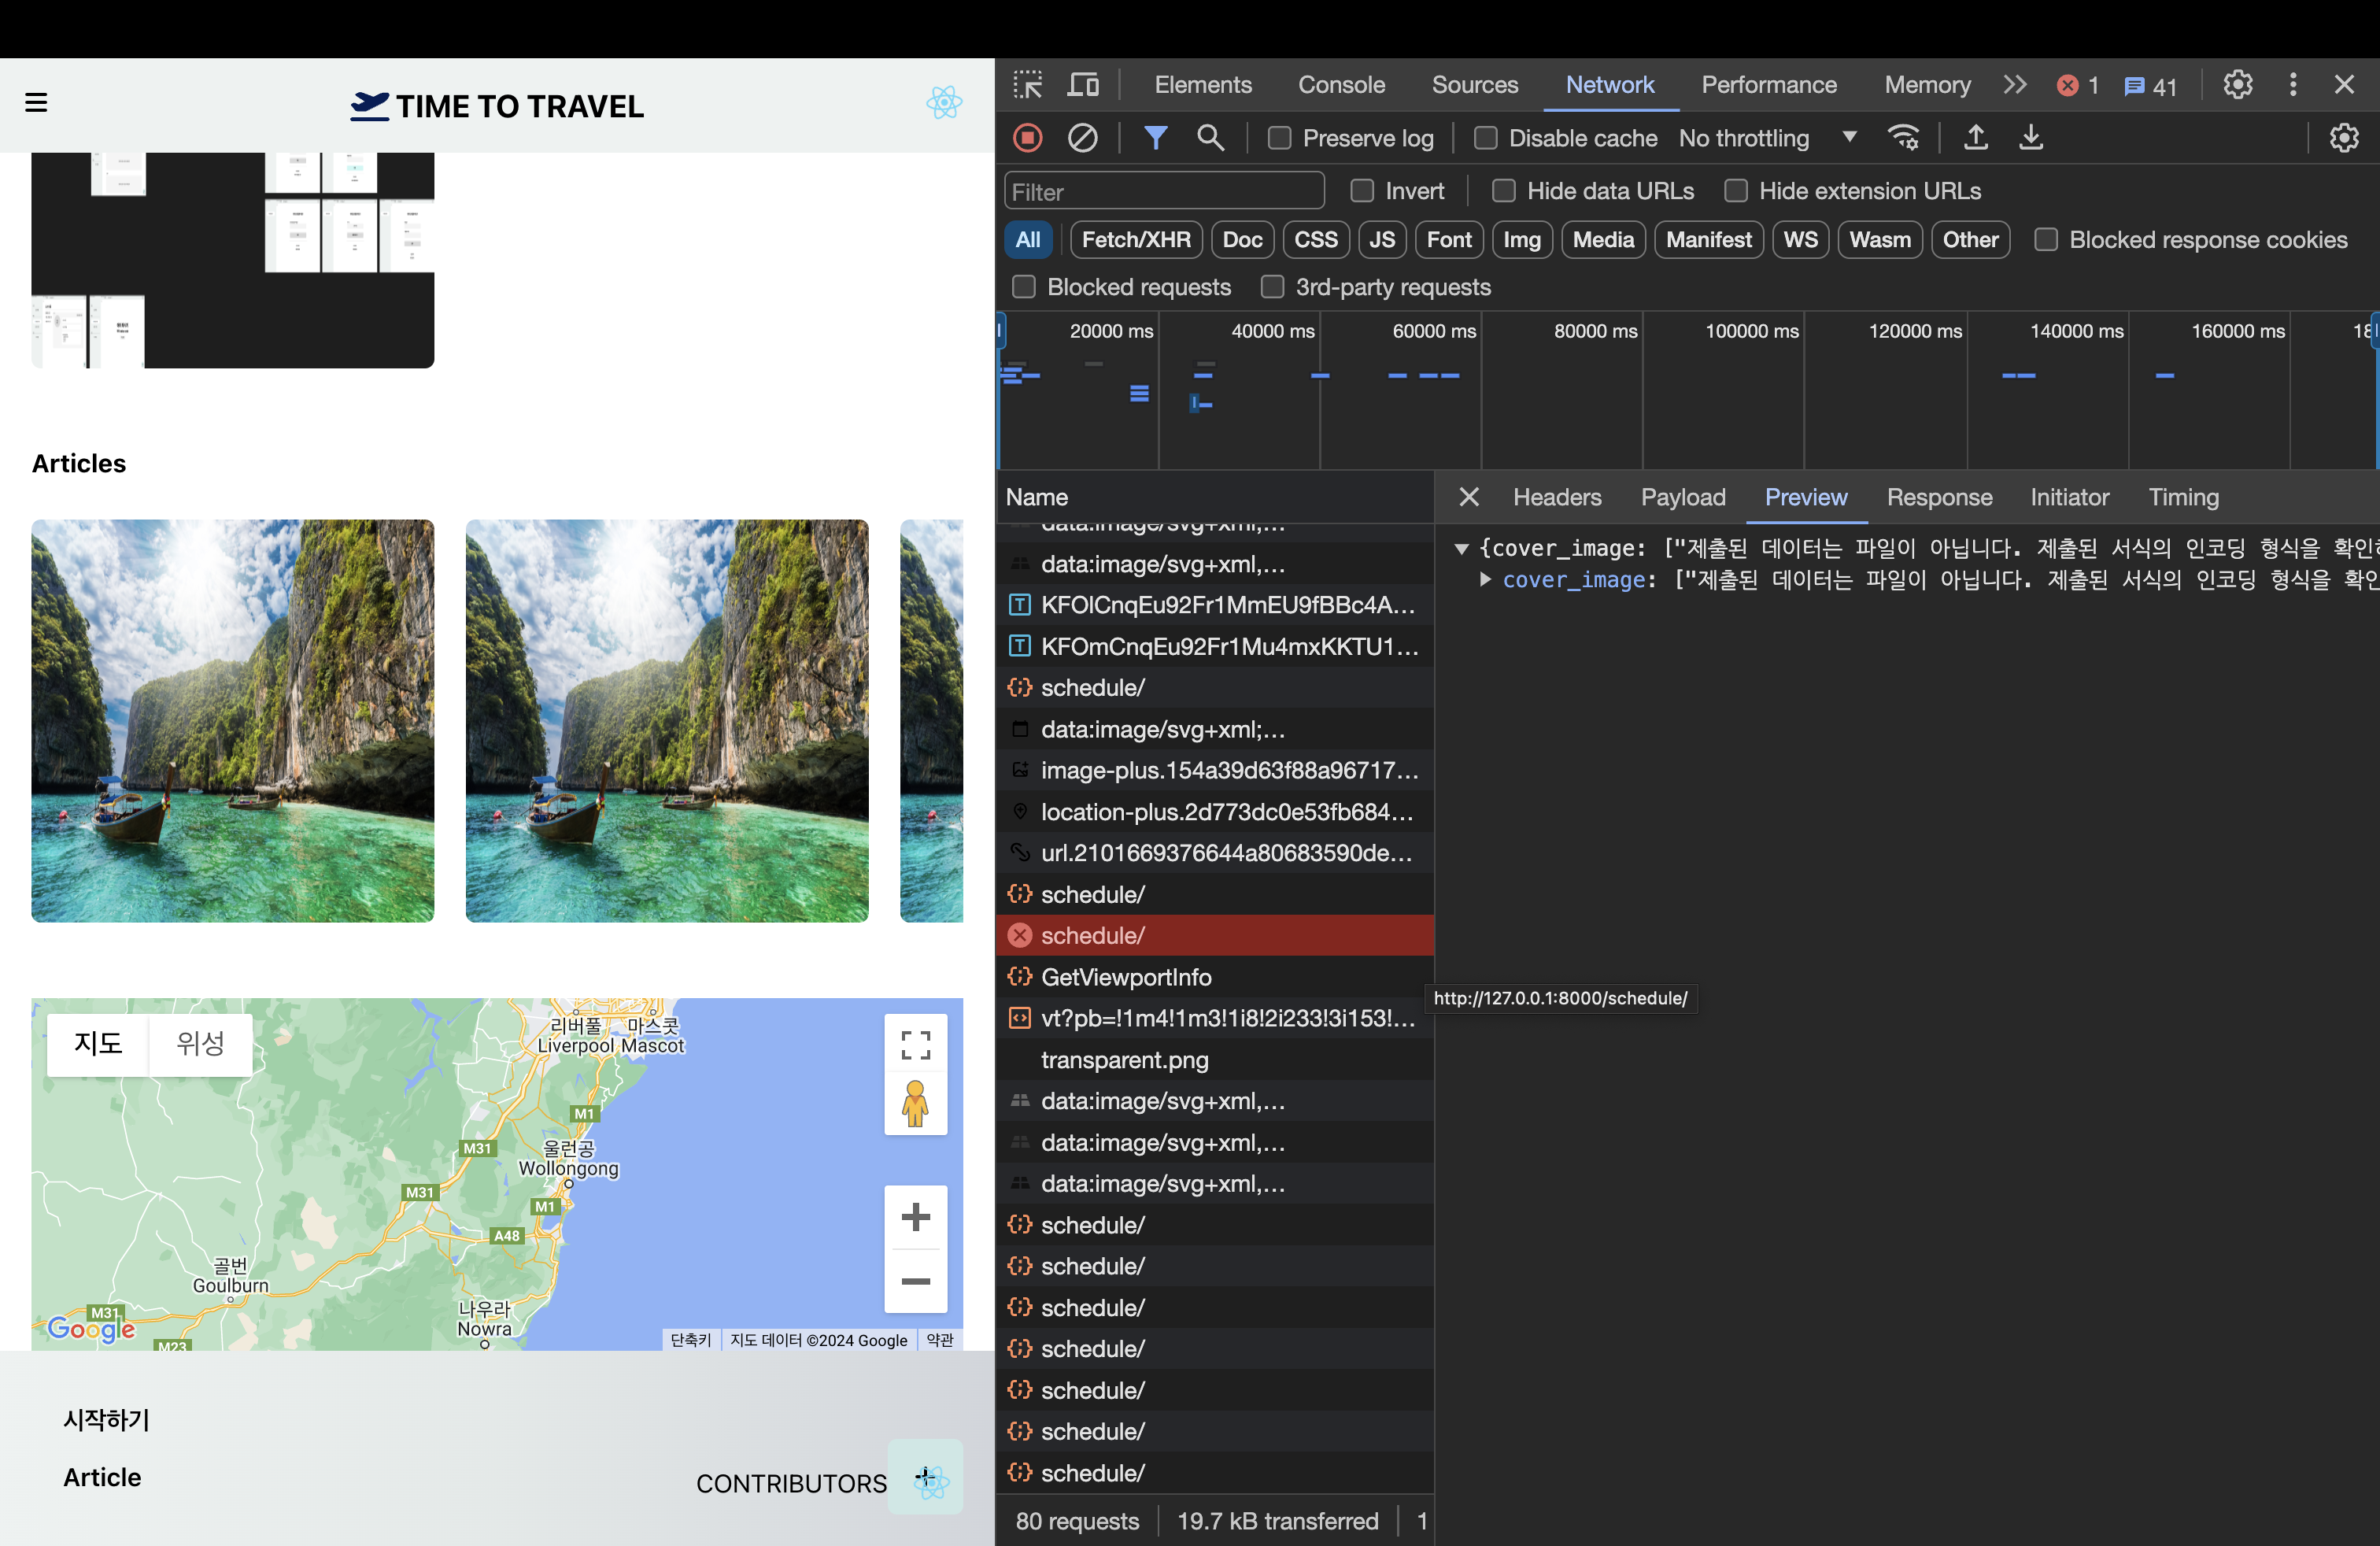 TIME TO TRAVEL
Articles
지도
위성
리버풀
마스콧
Liverpool
Mascot
M1
M31
울런공
Wollongong
M31
M1
A48
골번
Goulburn
나우라
Nowra
M31
Google
M23
단축키
지도 데이터 ©2024 Google
약관
시작하기
Article
CONTRIBUTORS
+
Elements Console Sources Network Performance Memory 1 41
Preserve log Disable cache No throttling
Filter Invert Hide data URLs Hide extension URLs
All Fetch/XHR Doc CSS JS Font Img Media Manifest WS Wasm Other Blocked response cookies
Blocked requests 3rd-party requests
20000 ms 40000 ms 60000 ms 80000 ms 100000 ms 120000 ms 140000 ms 160000 ms 18
Name
data:image/svg+xml,…
data:image/svg+xml,…
KFOlCnqEu92Fr1MmEU9fBBc4A…
KFOmCnqEu92Fr1Mu4mxKKTU1…
schedule/
data:image/svg+xml;…
image-plus.154a39d63f88a96717…
location-plus.2d773dc0e53fb684…
url.2101669376644a80683590de…
schedule/
schedule/
GetViewportInfo
vt?pb=!1m4!1m3!1i8!2i233!3i153!…
transparent.png
data:image/svg+xml,…
data:image/svg+xml,…
data:image/svg+xml,…
schedule/
schedule/
schedule/
schedule/
schedule/
schedule/
schedule/
80 requests 19.7 kB transferred 1
Headers Payload Preview Response Initiator Timing
{cover_image: ["제출된 데이터는 파일이 아닙니다. 제출된 서식의 인코딩 형식을 확인
cover_image: ["제출된 데이터는 파일이 아닙니다. 제출된 서식의 인코딩 형식을 확인
http://127.0.0.1:8000/schedule/